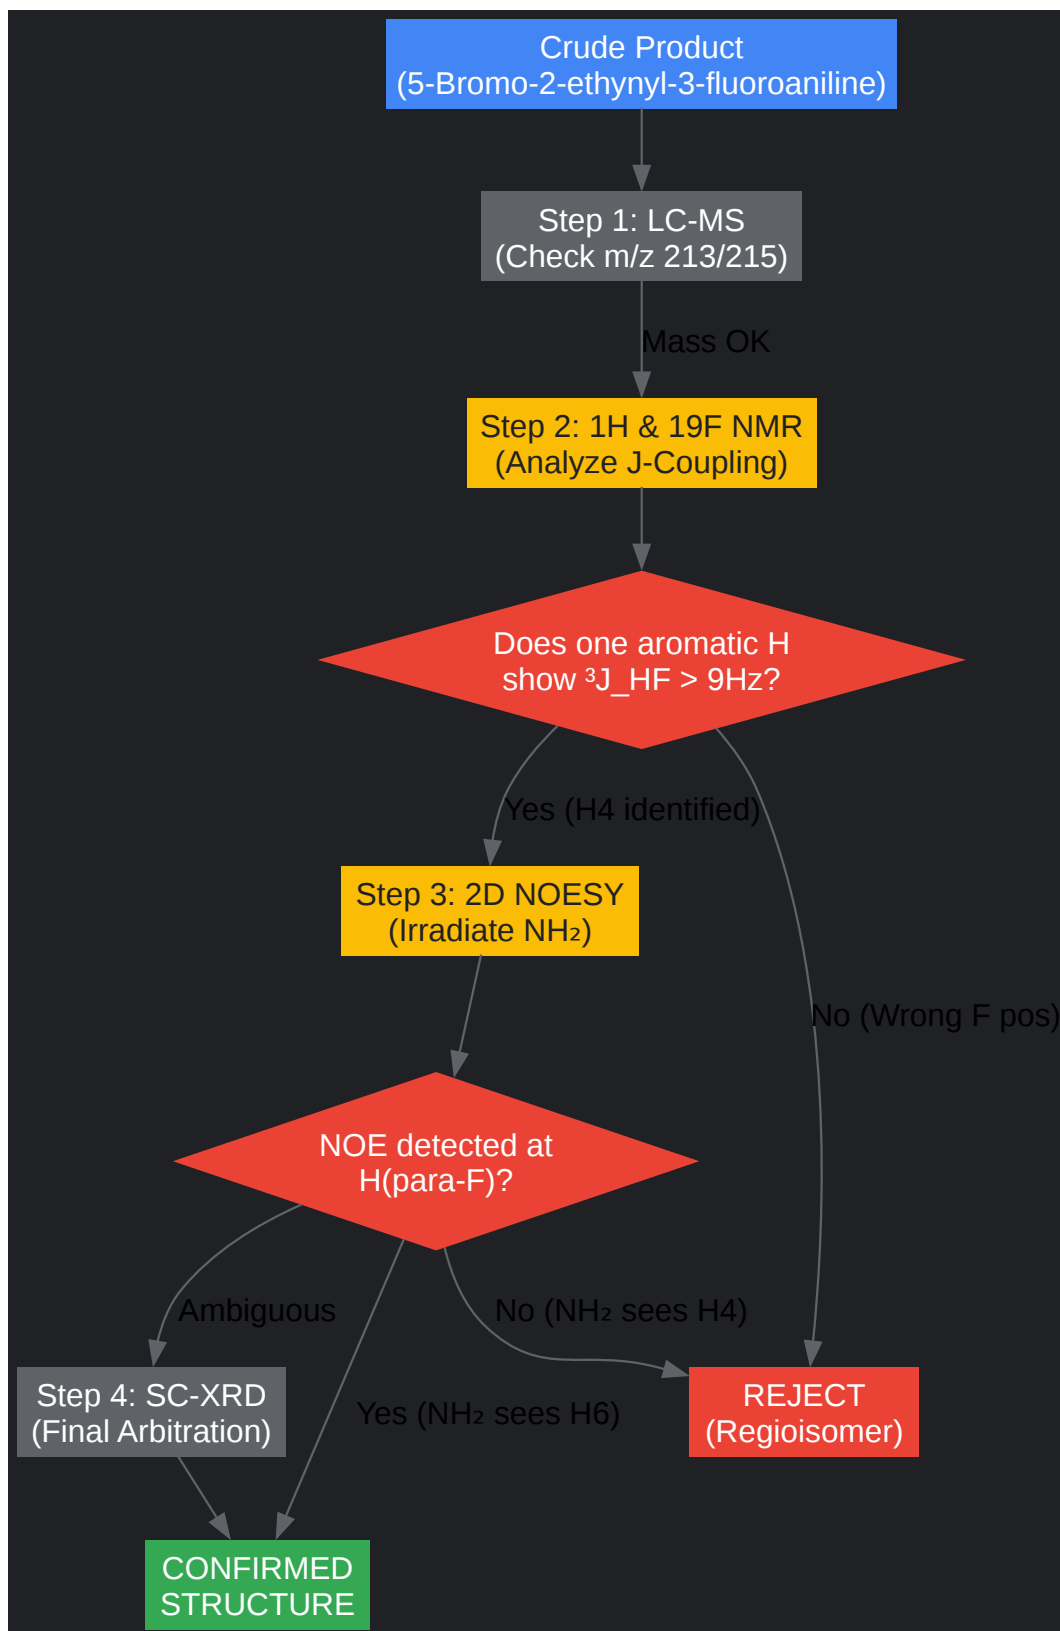 Crude Product
(5-Bromo-2-ethynyl-3-fluoroaniline)
Step 1: LC-MS
(Check m/z 213/215)
Mass OK
Step 2: 1H & 19F NMR
(Analyze J-Coupling)
Does one aromatic H
show ³J_HF > 9Hz?
Yes (H4 identified)
Step 3: 2D NOESY
(Irradiate NH₂)
No (Wrong F pos)
NOE detected at
H(para-F)?
Ambiguous
No (NH₂ sees H4)
Step 4: SC-XRD
(Final Arbitration)
Yes (NH₂ sees H6)
REJECT
(Regioisomer)
CONFIRMED
STRUCTURE